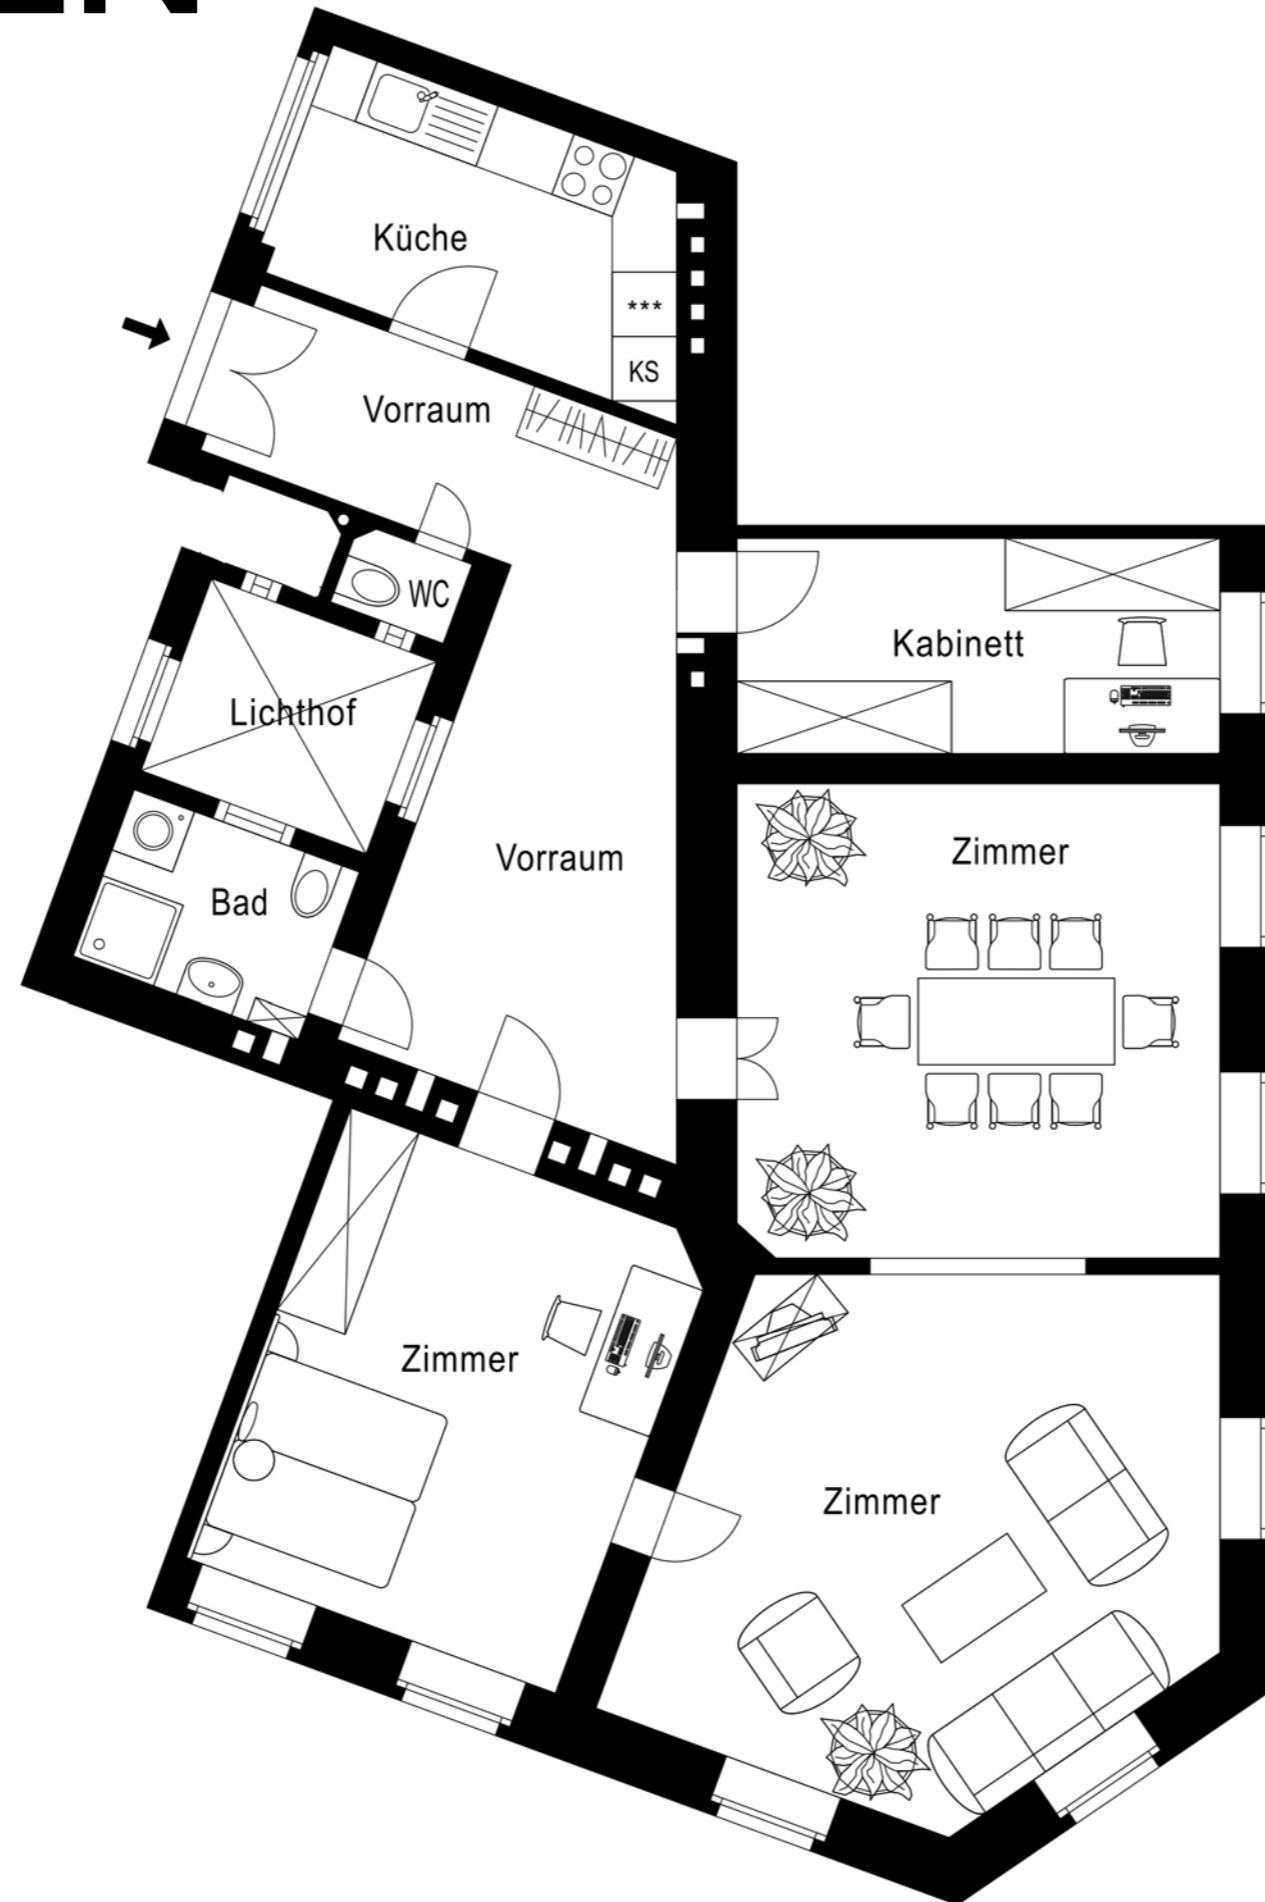 Küche
***
KS
Vorraum
WC
Kabinett
Lichthof
Vorraum
Zimmer
Bad
Zimmer
Zimmer